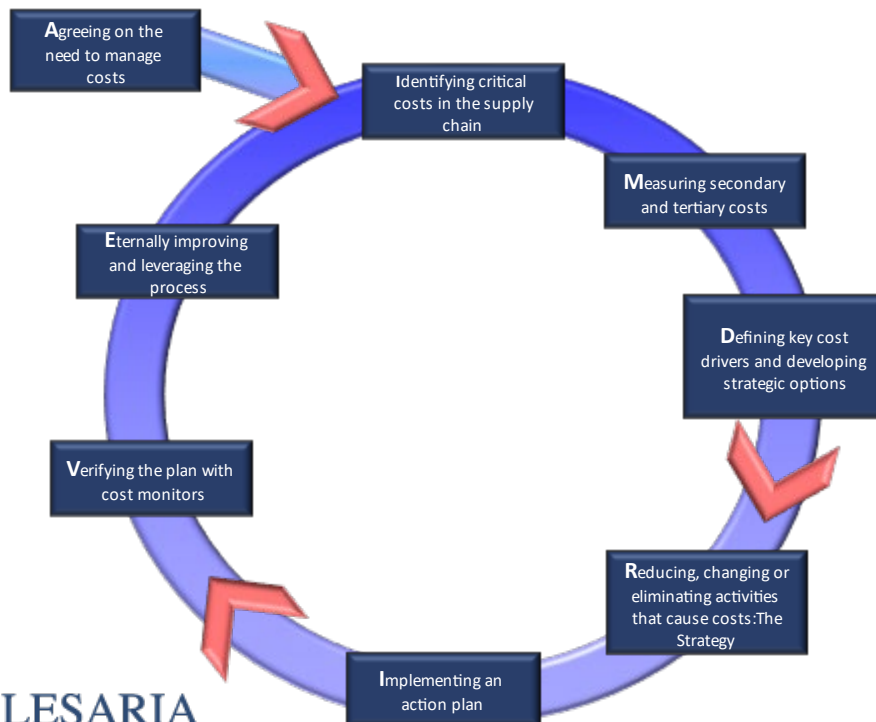 Agreeing on the
need to manage
costs
Identifying critical
costs in the supply
chain
Measuring secondary
and tertiary costs
Defining key cost
drivers and developing
strategic options
Reducing, changing or
eliminating activities
that cause costs:The
Strategy
Implementing an
action plan
Verifying the plan with
cost monitors
Eternally improving
and leveraging the
process
LESARIA